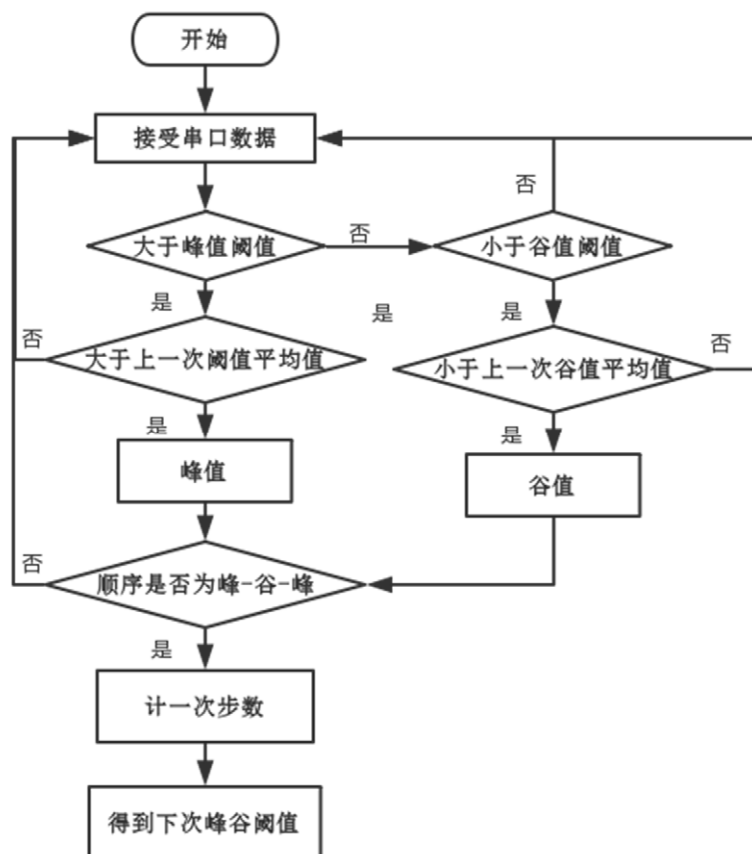 开始
接受串口数据
否
大于峰值阈值
否
小于谷值阈值
是
是
是
否
大于上一次阈值平均值
小于上一次谷值平均值
否
是
是
峰值
谷值
否
顺序是否为峰-谷-峰
是
计一次步数
得到下次峰谷阈值